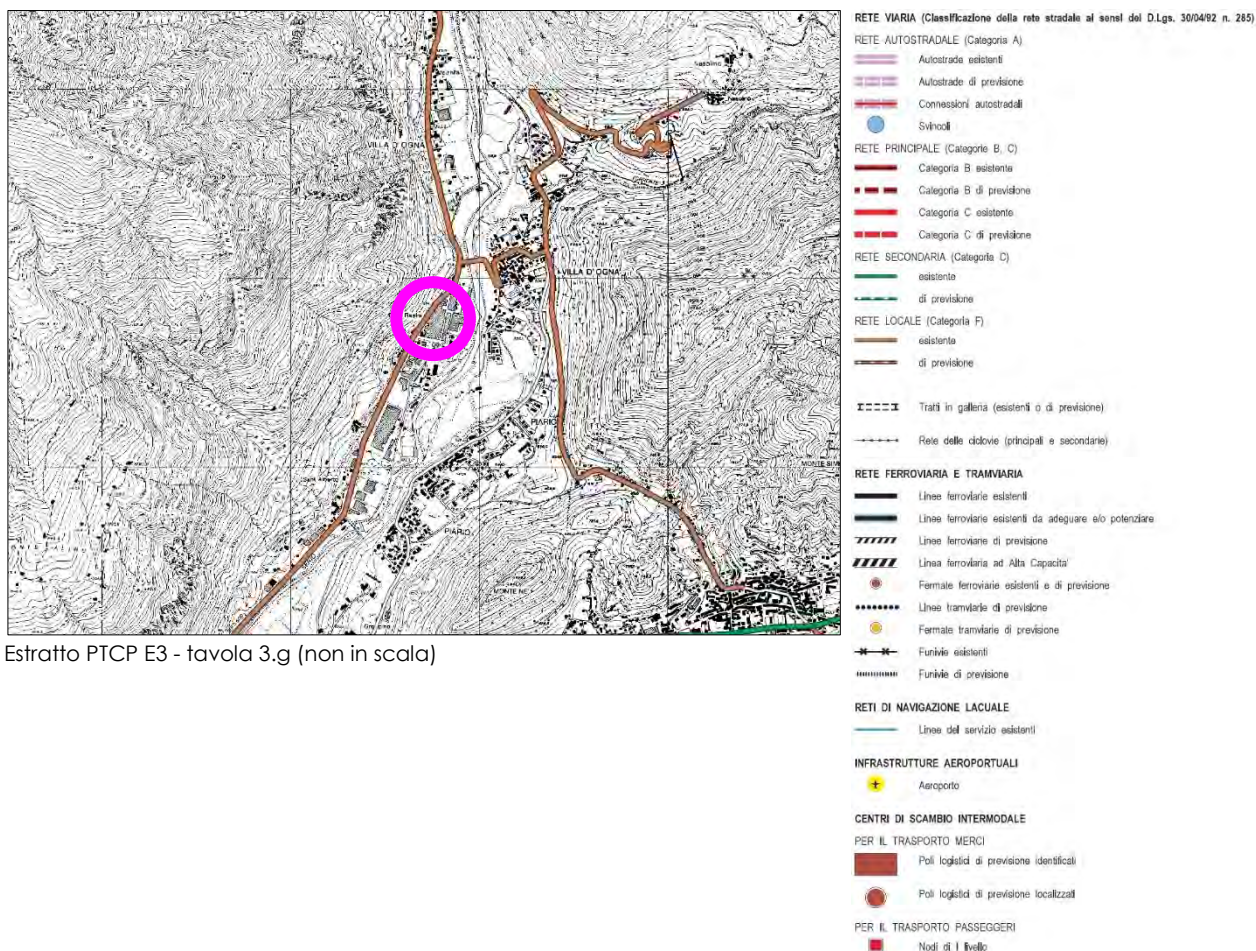 VILLA D'OGNA
VILLA D'OGNA
PIARIO
PIARIO
Estratto PTCP E3 - tavola 3.g (non in scala)
RETE VIARIA (Classificazione della rete stradale ai sensi del D.Lgs. 30/04/92 n. 285)
RETE AUTOSTRADALE (Categoria A)
Autostrade esistenti
Autostrade di previsione
Connessioni autostradali
Svincoli
RETE PRINCIPALE (Categorie B, C)
Categoria B esistente
Categoria B di previsione
Categoria C esistente
Categoria C di previsione
RETE SECONDARIA (Categoria C)
esistente
di previsione
RETE LOCALE (Categoria F)
esistente
di previsione
Tratti in galleria (esistenti o di previsione)
Rete delle ciclovie (principali e secondarie)
RETE FERROVIARIA E TRAMVIARIA
Linee ferroviarie esistenti
Linee ferroviarie esistenti da adeguare e/o potenziare
Linee ferroviarie di previsione
Linea ferroviaria ad Alta Capacita'
Fermate ferroviarie esistenti e di previsione
Linee tramviarie di previsione
Fermate tramviarie di previsione
Funivie esistenti
Funivie di previsione
RETI DI NAVIGAZIONE LACUALE
Linee del servizio esistenti
INFRASTRUTTURE AEROPORTUALI
Aeroporto
CENTRI DI SCAMBIO INTERMODALE
PER IL TRASPORTO MERCI
Poli logistici di previsione identificati
Poli logistici di previsione localizzati
PER IL TRASPORTO PASSEGGERI
Nodi di I livello